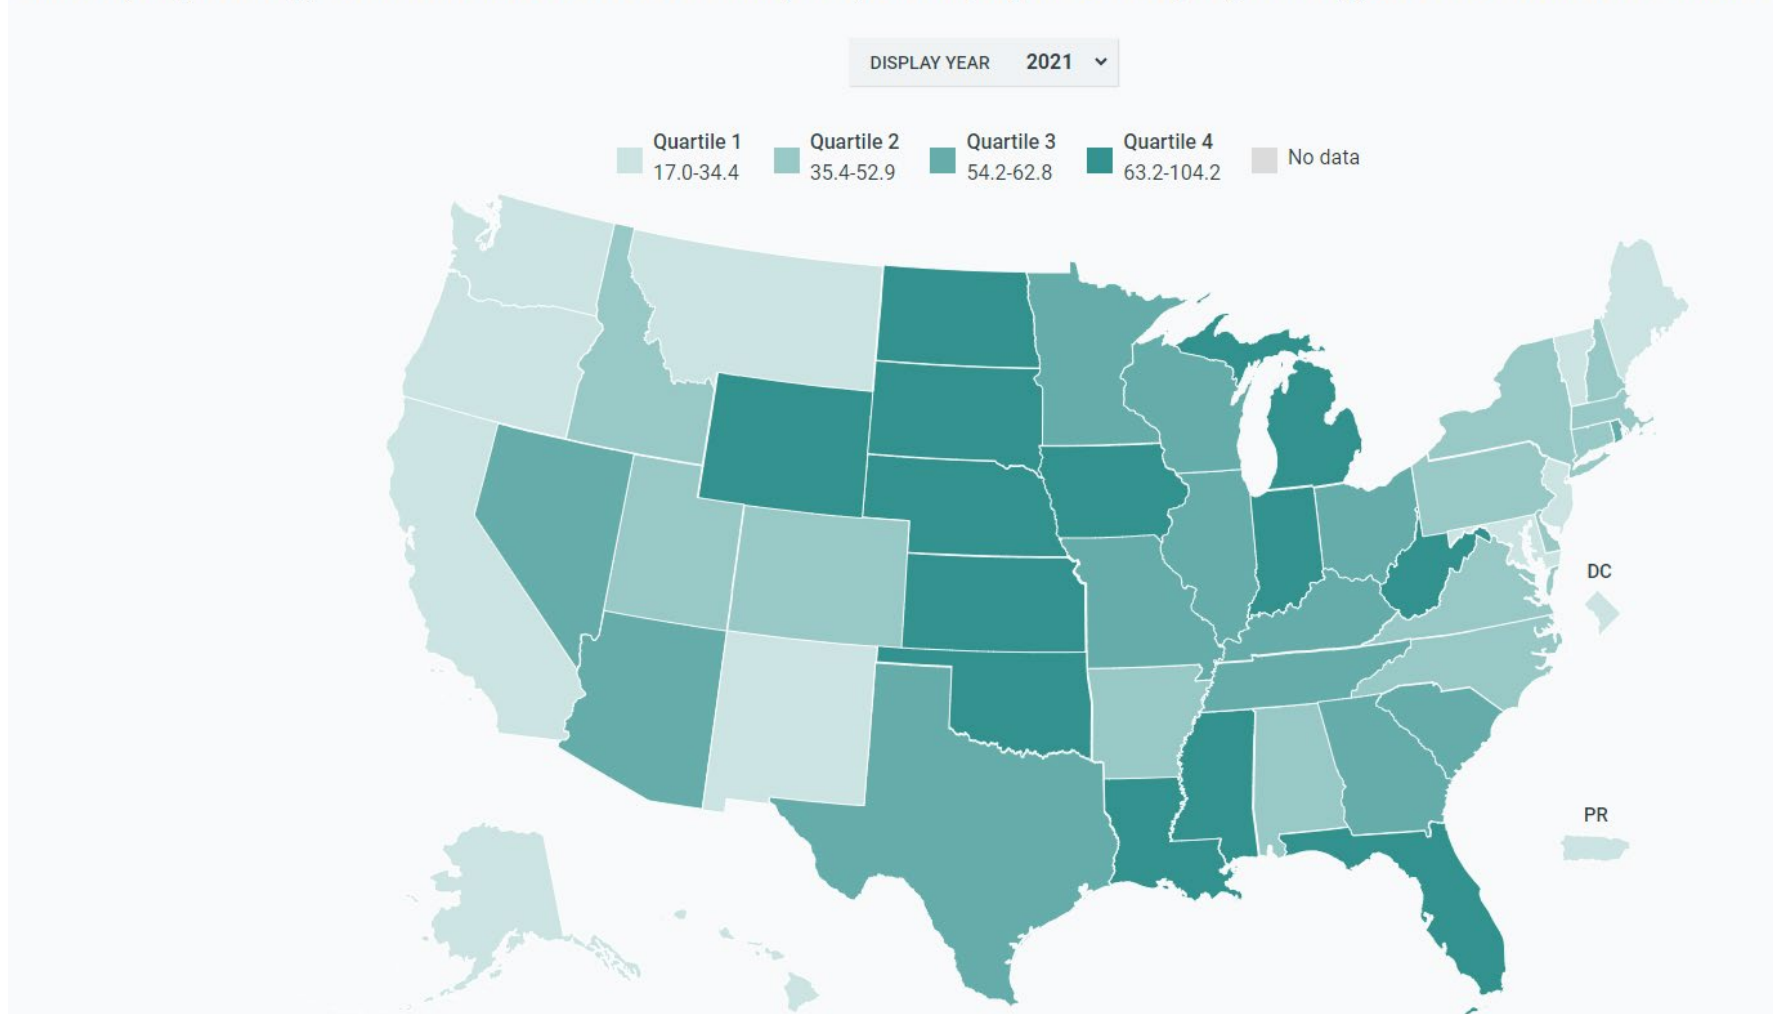 DISPLAY YEAR 2021
Quartile 1 Quartile 2 Quartile 3 Quartile 4 No data
17.0-34.4 35.4-52.9 54.2-62.8 63.2-104.2
DC
PR